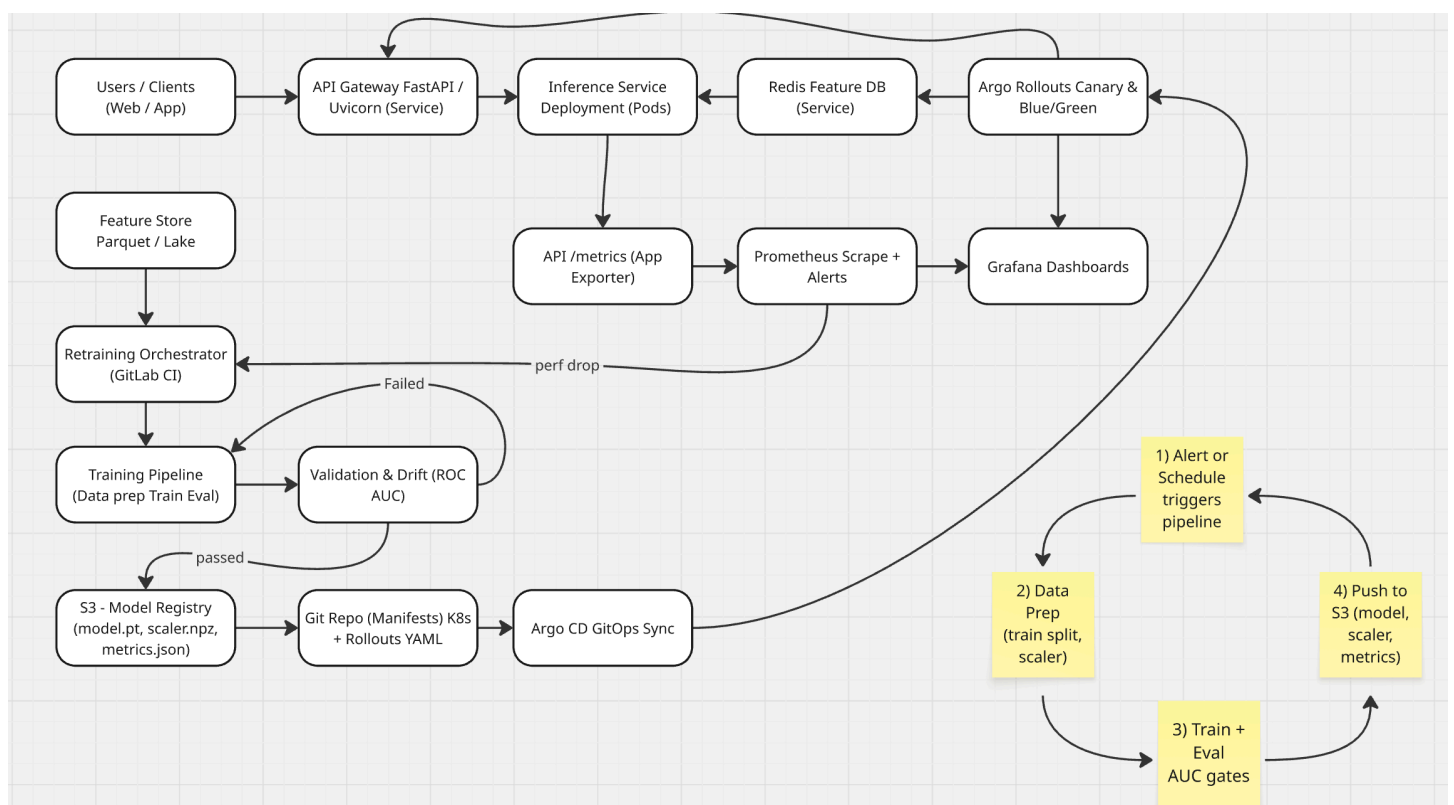 Users / Clients
(Web / App)
API Gateway FastAPI /
Uvicorn (Service)
Inference Service
Deployment (Pods)
Redis Feature DB
(Service)
Argo Rollouts Canary &
Blue/Green
Feature Store
Parquet / Lake
API /metrics (App
Exporter)
Prometheus Scrape +
Alerts
Grafana Dashboards
Retraining Orchestrator
(GitLab CI)
perf drop
Failed
Training Pipeline
(Data prep Train Eval)
Validation & Drift (ROC
AUC)
passed
S3 - Model Registry
(model.pt, scaler.npz,
metrics.json)
Git Repo (Manifests) K8s
+ Rollouts YAML
Argo CD GitOps Sync
1) Alert or
Schedule
triggers
pipeline
2) Data
Prep
(train split,
scaler)
3) Train +
Eval
AUC gates
4) Push to
S3 (model,
scaler,
metrics)